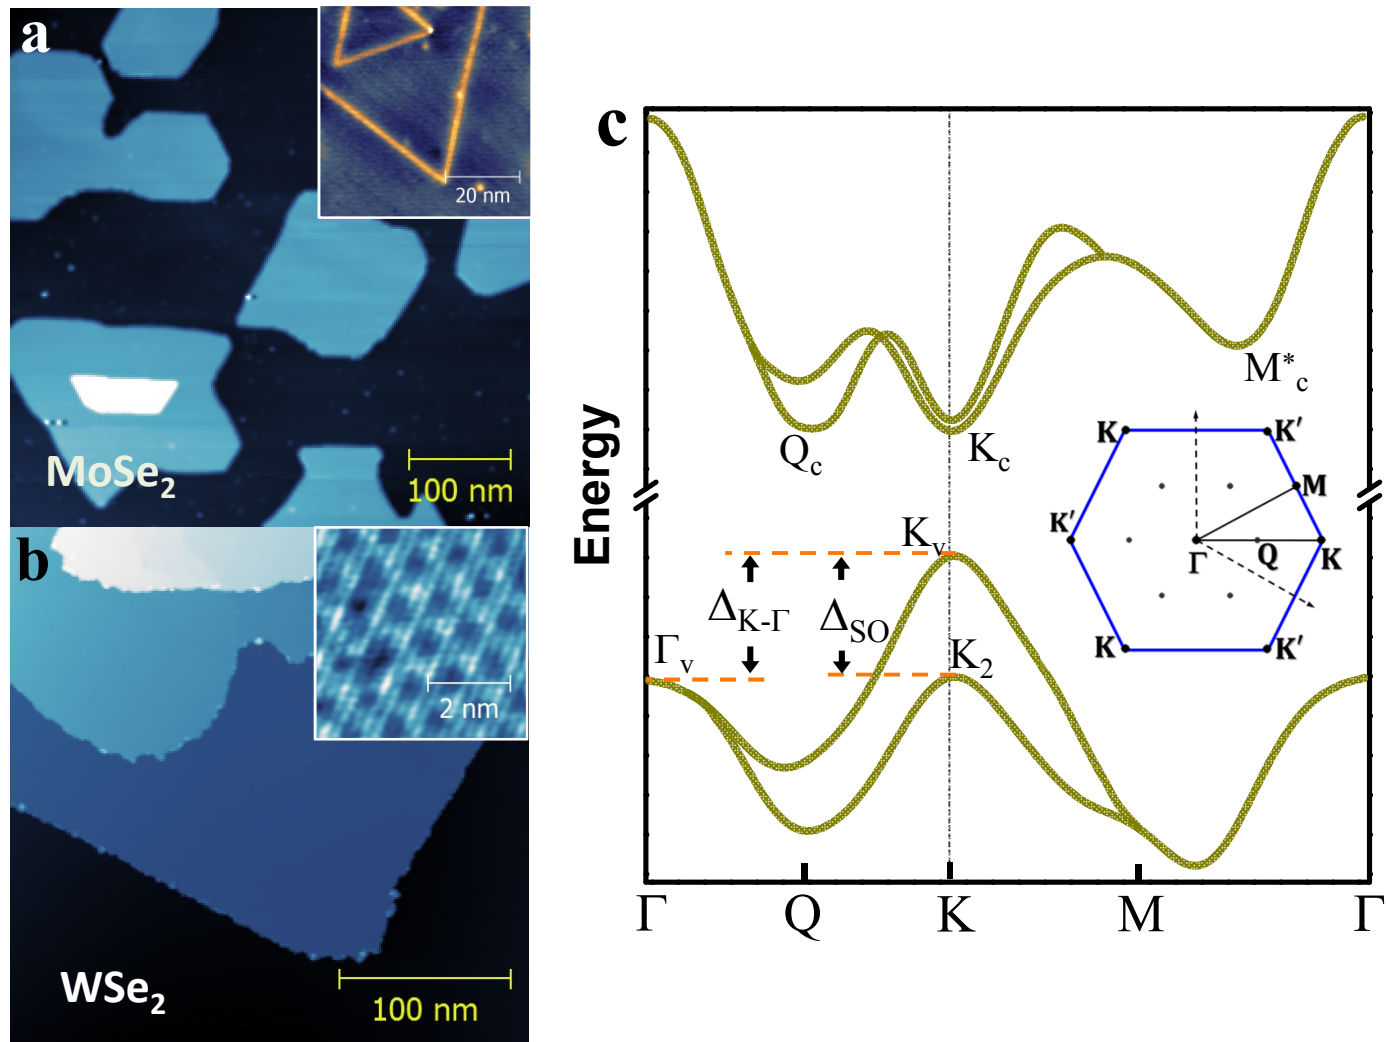 a
20 nm
MoSe₂
100 nm
b
2 nm
WSe₂
100 nm
c
Energy
M*c
Qc
Kc
Kv
ΔK-Γ
ΔSO
Γv
K₂
K
K′
M
K′
Γ
Q
K
K
K′
Γ
Q
K
M
Γ